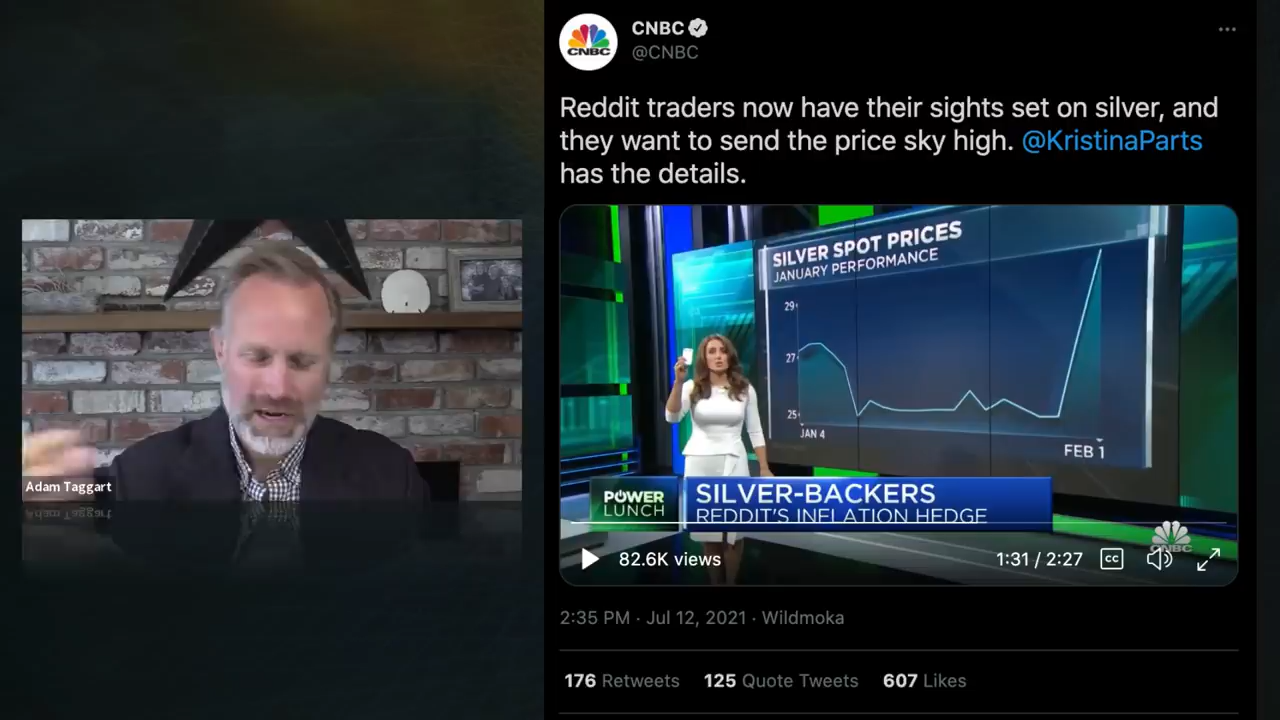 CNBC
CNBC
@CNBC
Reddit traders now have their sights set on silver, and
they want to send the price sky high. @KristinaParts
has the details.
SILVER SPOT PRICES
JANUARY PERFORMANCE
29
27
25
JAN 4
FEB 1
POWER
LUNCH
SILVER-BACKERS
REDDIT'S INFLATION HEDGE
CNBC
82.6K views
1:31 / 2:27
CC
2:35 PM · Jul 12, 2021 · Wildmoka
176 Retweets 125 Quote Tweets 607 Likes
Adam Taggart